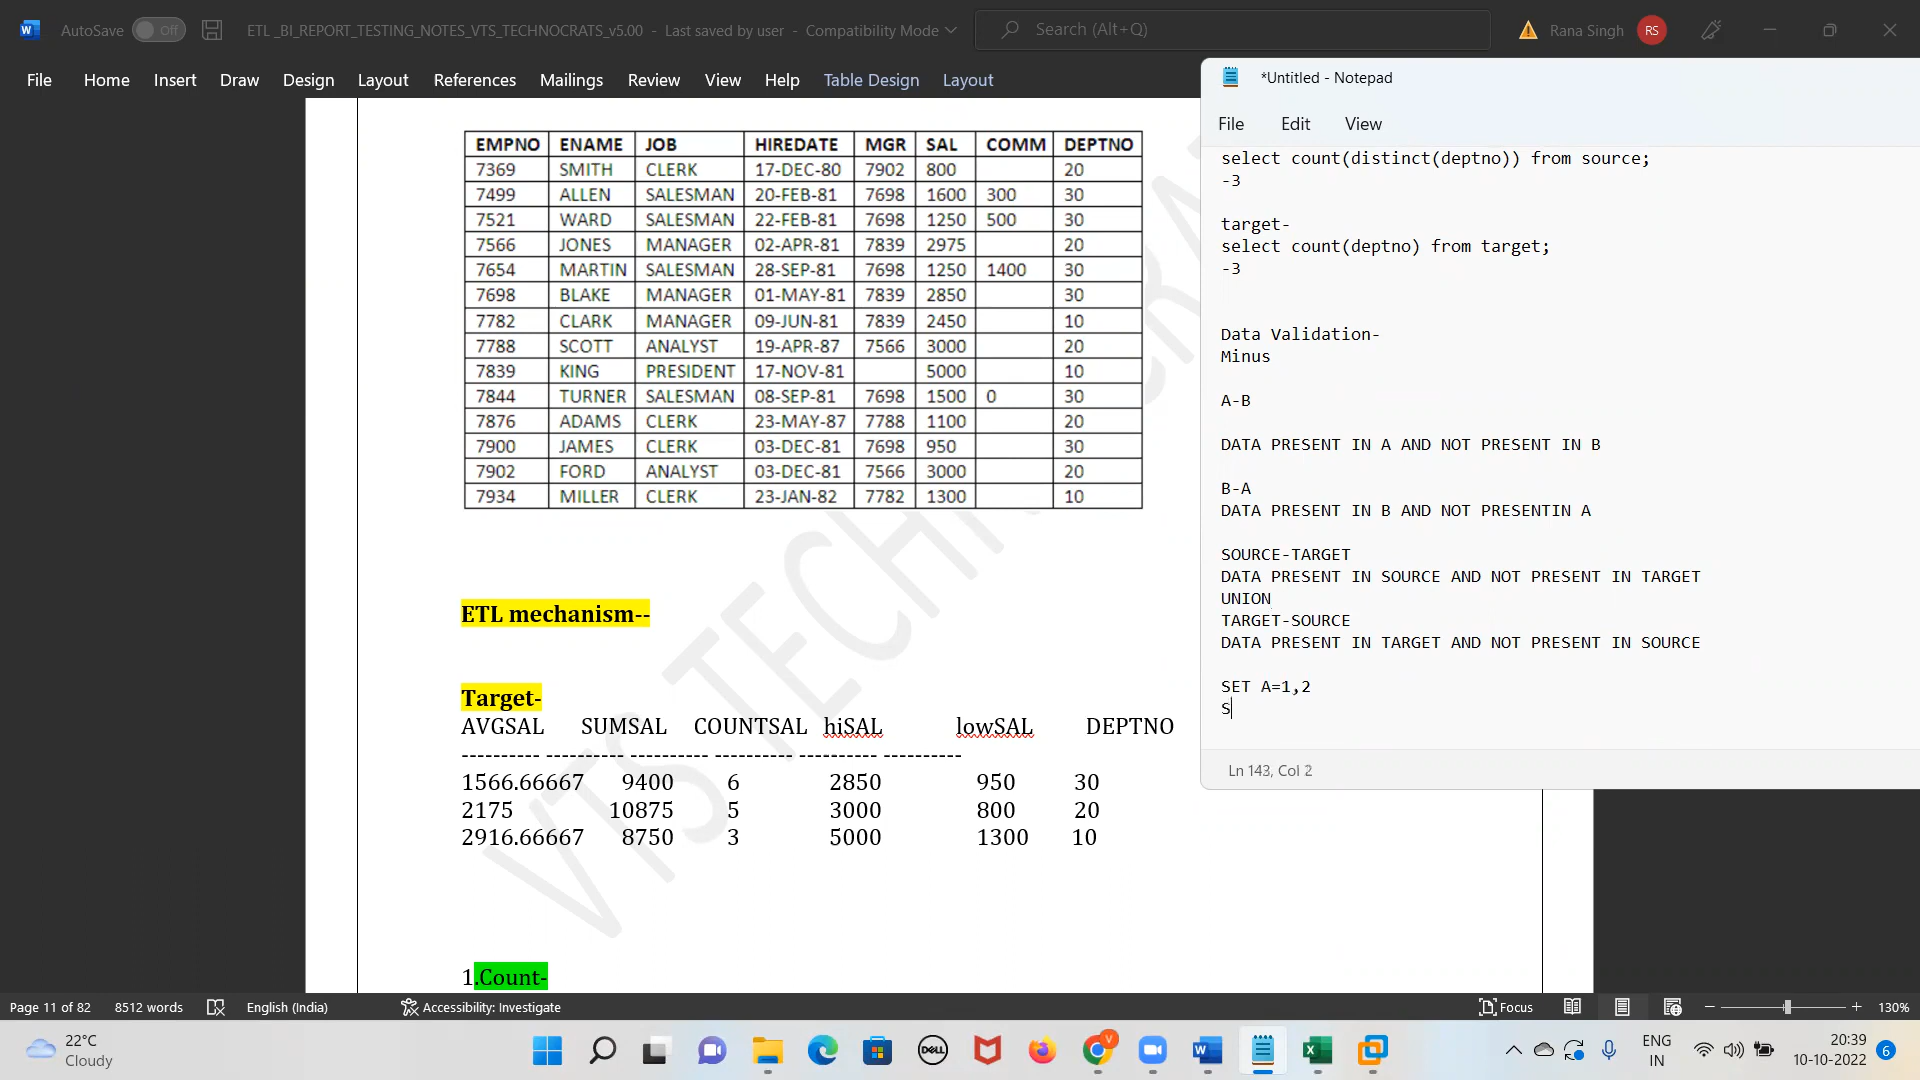 AutoSave Off ETL _BI_REPORT_TESTING_NOTES_VTS_TECHNOCRATS_v5.00 - Last saved by user - Compatibility Mode Search (Alt+Q) Rana Singh RS
File Home Insert Draw Design Layout References Mailings Review View Help Table Design Layout
EMPNO ENAME JOB HIREDATE MGR SAL COMM DEPTNO
7369 SMITH CLERK 17-DEC-80 7902 800 20
7499 ALLEN SALESMAN 20-FEB-81 7698 1600 300 30
7521 WARD SALESMAN 22-FEB-81 7698 1250 500 30
7566 JONES MANAGER 02-APR-81 7839 2975 20
7654 MARTIN SALESMAN 28-SEP-81 7698 1250 1400 30
7698 BLAKE MANAGER 01-MAY-81 7839 2850 30
7782 CLARK MANAGER 09-JUN-81 7839 2450 10
7788 SCOTT ANALYST 19-APR-87 7566 3000 20
7839 KING PRESIDENT 17-NOV-81 5000 10
7844 TURNER SALESMAN 08-SEP-81 7698 1500 0 30
7876 ADAMS CLERK 23-MAY-87 7788 1100 20
7900 JAMES CLERK 03-DEC-81 7698 950 30
7902 FORD ANALYST 03-DEC-81 7566 3000 20
7934 MILLER CLERK 23-JAN-82 7782 1300 10
ETL mechanism--
Target-
AVGSAL SUMSAL COUNTSAL hiSAL lowSAL DEPTNO
---------- ---------- ---------- ---------- ---------- ----------
1566.66667 9400 6 2850 950 30
2175 10875 5 3000 800 20
2916.66667 8750 3 5000 1300 10
1.Count-
VTS TECHNOCRA
*Untitled - Notepad
File Edit View
select count(distinct(deptno)) from source;
-3
target-
select count(deptno) from target;
-3
Data Validation-
Minus
A-B
DATA PRESENT IN A AND NOT PRESENT IN B
B-A
DATA PRESENT IN B AND NOT PRESENTIN A
SOURCE-TARGET
DATA PRESENT IN SOURCE AND NOT PRESENT IN TARGET
UNION
TARGET-SOURCE
DATA PRESENT IN TARGET AND NOT PRESENT IN SOURCE
SET A=1,2
S
Ln 143, Col 2
Page 11 of 82 8512 words English (India) Accessibility: Investigate Focus 130%
22°C
Cloudy
DELL
V
ENG
IN
20:39
10-10-2022
6